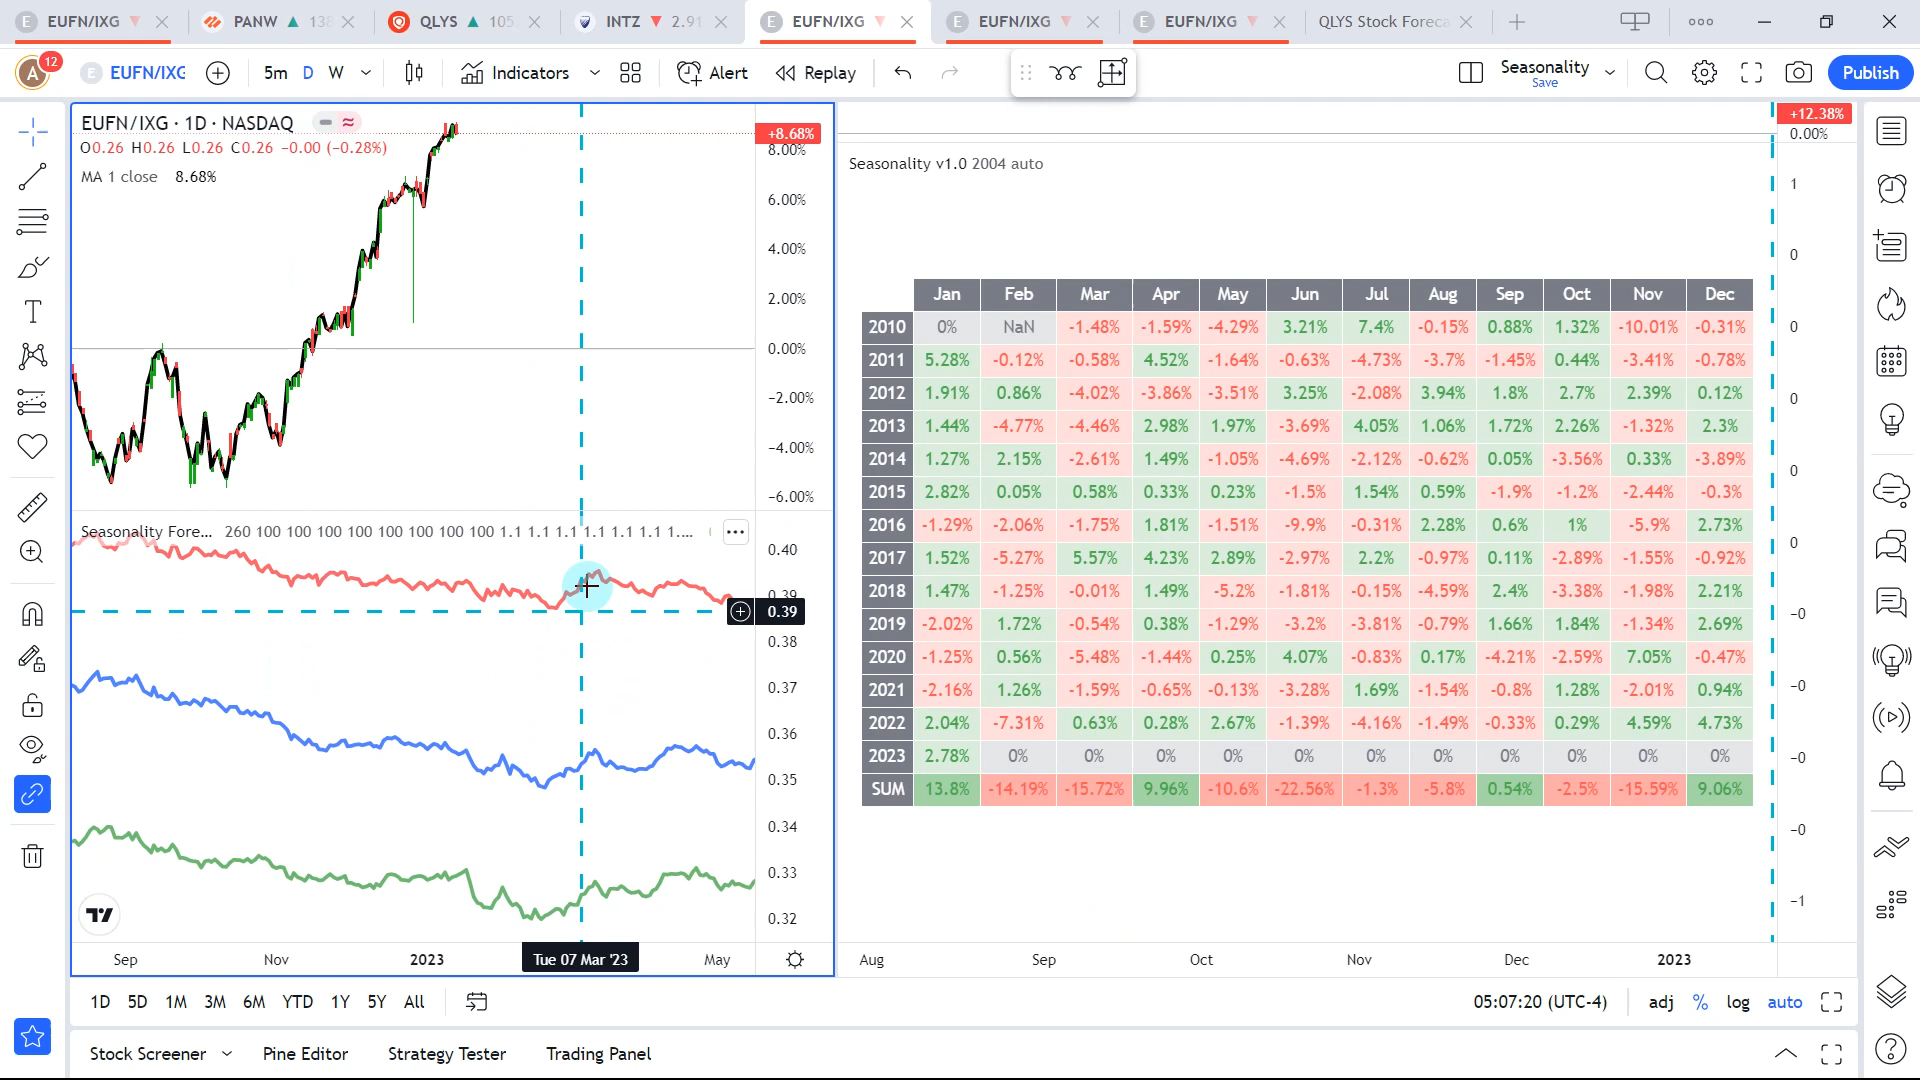 E EUFN/IXG
PANW
QLYS 105
INTZ 2.91
E EUFN/IXG
E EUFN/IXG
E EUFN/IXG
QLYS Stock Foreca
A 12 E EUFN/IXG 5m D W Indicators Alert Replay Seasonality Save Publish
EUFN/IXG · 1D · NASDAQ
O0.26 H0.26 L0.26 C0.26 −0.00 (−0.28%)
MA 1 close 8.68%
+8.68%
8.00%
6.00%
4.00%
2.00%
0.00%
−2.00%
−4.00%
−6.00%
Seasonality Fore... 260 100 100 100 100 100 100 100 100 1.1 1.1 1.1 1.1 1.1 1.1 1....
0.40
0.39
0.39
0.38
0.37
0.36
0.35
0.34
0.33
0.32
Sep Nov 2023 Tue 07 Mar '23 May
+12.38%
0.00%
Seasonality v1.0 2004 auto
Jan Feb Mar Apr May Jun Jul Aug Sep Oct Nov Dec
2010 0% NaN -1.48% -1.59% -4.29% 3.21% 7.4% -0.15% 0.88% 1.32% -10.01% -0.31%
2011 5.28% -0.12% -0.58% 4.52% -1.64% -0.63% -4.73% -3.7% -1.45% 0.44% -3.41% -0.78%
2012 1.91% 0.86% -4.02% -3.86% -3.51% 3.25% -2.08% 3.94% 1.8% 2.7% 2.39% 0.12%
2013 1.44% -4.77% -4.46% 2.98% 1.97% -3.69% 4.05% 1.06% 1.72% 2.26% -1.32% 2.3%
2014 1.27% 2.15% -2.61% 1.49% -1.05% -4.69% -2.12% -0.62% 0.05% -3.56% 0.33% -3.89%
2015 2.82% 0.05% 0.58% 0.33% 0.23% -1.5% 1.54% 0.59% -1.9% -1.2% -2.44% -0.3%
2016 -1.29% -2.06% -1.75% 1.81% -1.51% -9.9% -0.31% 2.28% 0.6% 1% -5.9% 2.73%
2017 1.52% -5.27% 5.57% 4.23% 2.89% -2.97% 2.2% -0.97% 0.11% -2.89% -1.55% -0.92%
2018 1.47% -1.25% -0.01% 1.49% -5.2% -1.81% -0.15% -4.59% 2.4% -3.38% -1.98% 2.21%
2019 -2.02% 1.72% -0.54% 0.38% -1.29% -3.2% -3.81% -0.79% 1.66% 1.84% -1.34% 2.69%
2020 -1.25% 0.56% -5.48% -1.44% 0.25% 4.07% -0.83% 0.17% -4.21% -2.59% 7.05% -0.47%
2021 -2.16% 1.26% -1.59% -0.65% -0.13% -3.28% 1.69% -1.54% -0.8% 1.28% -2.01% 0.94%
2022 2.04% -7.31% 0.63% 0.28% 2.67% -1.39% -4.16% -1.49% -0.33% 0.29% 4.59% 4.73%
2023 2.78% 0% 0% 0% 0% 0% 0% 0% 0% 0% 0% 0%
SUM 13.8% -14.19% -15.72% 9.96% -10.6% -22.56% -1.3% -5.8% 0.54% -2.5% -15.59% 9.06%
1
0
0
0
0
0
−0
−0
−0
−0
−1
Aug Sep Oct Nov Dec 2023
1D 5D 1M 3M 6M YTD 1Y 5Y All 05:07:20 (UTC-4) adj % log auto
Stock Screener Pine Editor Strategy Tester Trading Panel